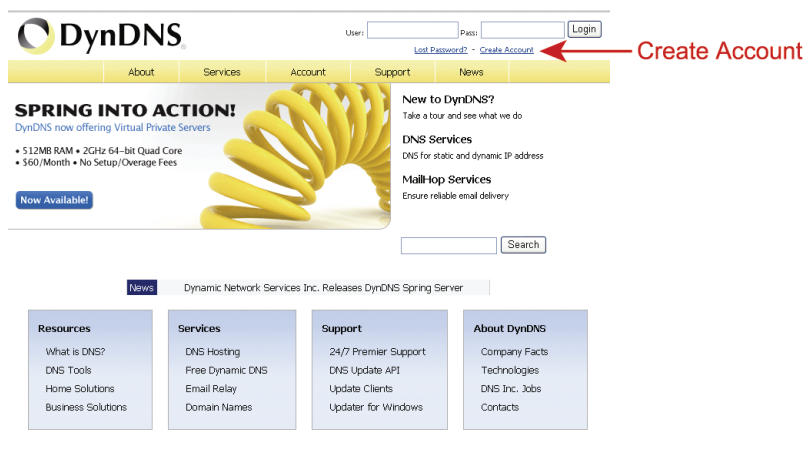 DynDNS
User: Pass: Login
Lost Password? - Create Account
Create Account
About Services Account Support News
SPRING INTO ACTION!
DynDNS now offering Virtual Private Servers
• 512MB RAM • 2GHz 64-bit Quad Core
• $60/Month • No Setup/Overage Fees
Now Available!
New to DynDNS?
Take a tour and see what we do
DNS Services
DNS for static and dynamic IP address
MailHop Services
Ensure reliable email delivery
Search
News Dynamic Network Services Inc. Releases DynDNS Spring Server
Resources
What is DNS?
DNS Tools
Home Solutions
Business Solutions
Services
DNS Hosting
Free Dynamic DNS
Email Relay
Domain Names
Support
24/7 Premier Support
DNS Update API
Update Clients
Updater for Windows
About DynDNS
Company Facts
Technologies
DNS Inc. Jobs
Contacts